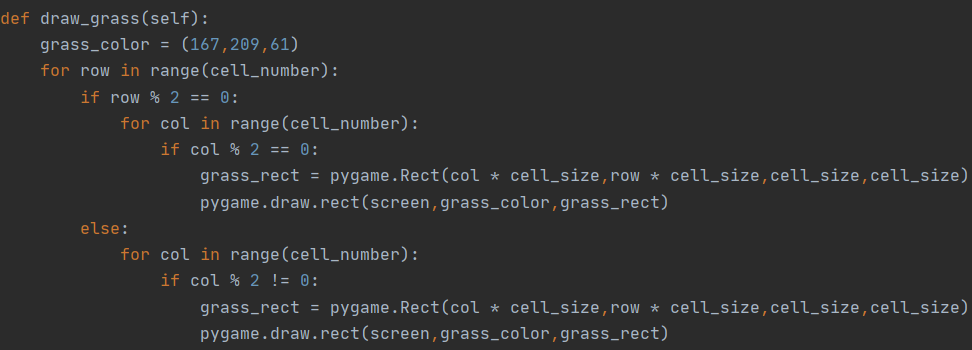 def draw_grass(self):
    grass_color = (167,209,61)
    for row in range(cell_number):
        if row % 2 == 0:
            for col in range(cell_number):
                if col % 2 == 0:
                    grass_rect = pygame.Rect(col * cell_size,row * cell_size,cell_size,cell_size)
                    pygame.draw.rect(screen,grass_color,grass_rect)
        else:
            for col in range(cell_number):
                if col % 2 != 0:
                    grass_rect = pygame.Rect(col * cell_size,row * cell_size,cell_size,cell_size)
                    pygame.draw.rect(screen,grass_color,grass_rect)